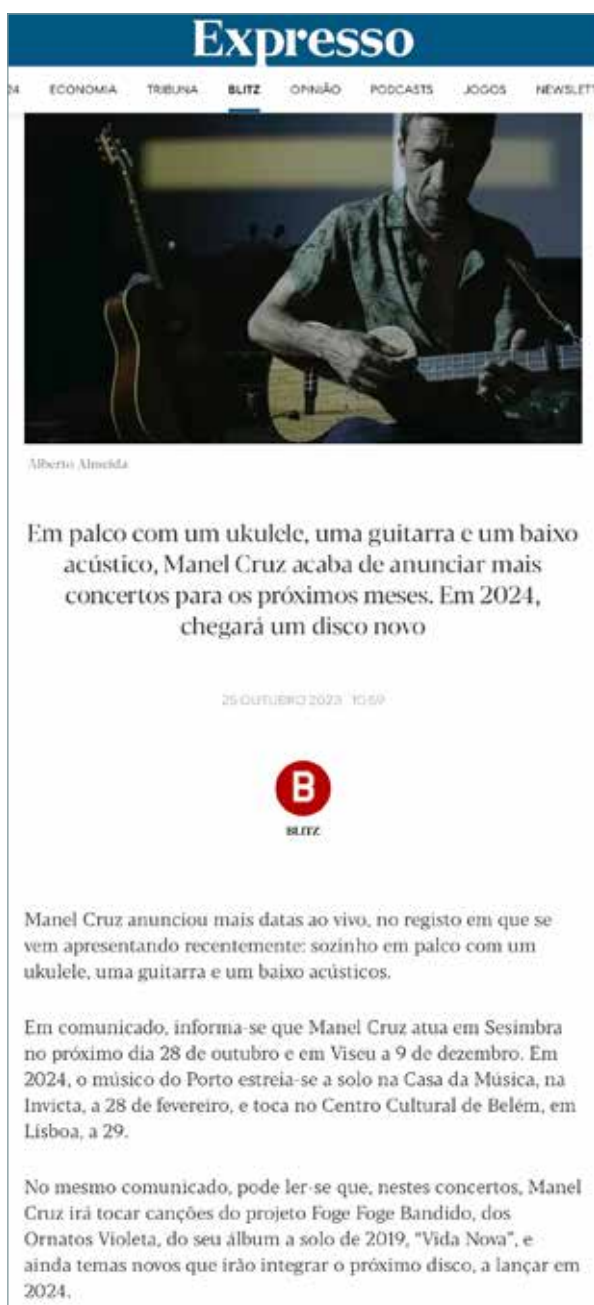 Expresso
24 ECONOMIA TRIBUNA BLITZ OPINIÃO PODCASTS JOGOS NEWSLETT
Alberto Almeida
Em palco com um ukulele, uma guitarra e um baixo
acústico, Manel Cruz acaba de anunciar mais
concertos para os próximos meses. Em 2024,
chegará um disco novo
25 OUTUBRO 2023 10:59
B
BLITZ
Manel Cruz anunciou mais datas ao vivo, no registo em que se
vem apresentando recentemente: sozinho em palco com um
ukulele, uma guitarra e um baixo acústicos.
Em comunicado, informa-se que Manel Cruz atua em Sesimbra
no próximo dia 28 de outubro e em Viseu a 9 de dezembro. Em
2024, o músico do Porto estreia-se a solo na Casa da Música, na
Invicta, a 28 de fevereiro, e toca no Centro Cultural de Belém, em
Lisboa, a 29.
No mesmo comunicado, pode ler-se que, nestes concertos, Manel
Cruz irá tocar canções do projeto Foge Foge Bandido, dos
Ornatos Violeta, do seu álbum a solo de 2019, “Vida Nova”, e
ainda temas novos que irão integrar o próximo disco, a lançar em
2024.